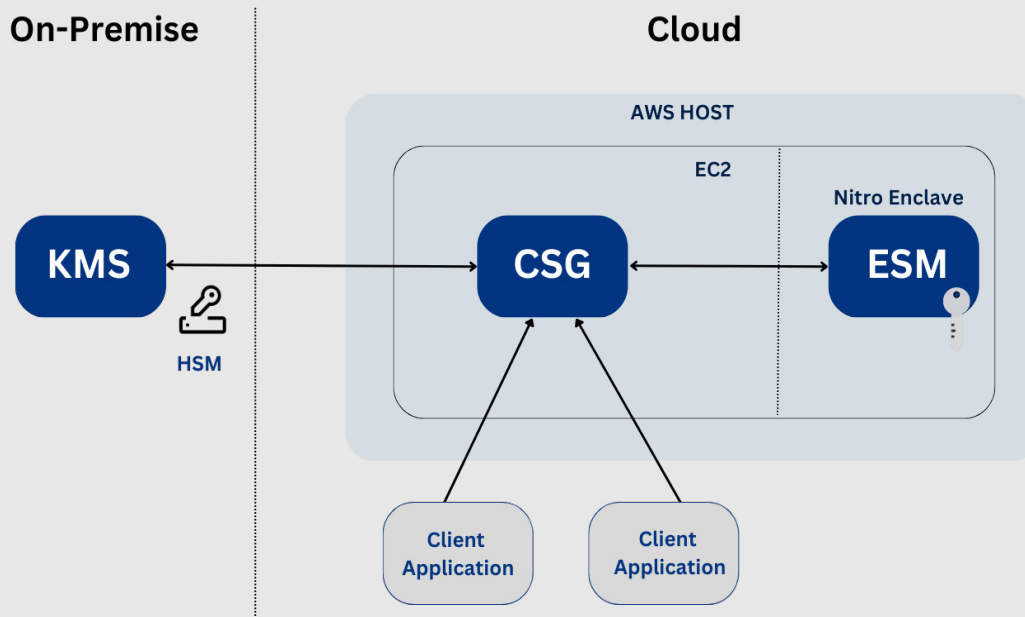 On-Premise
Cloud
AWS HOST
EC2
Nitro Enclave
KMS
CSG
ESM
HSM
Client
Application
Client
Application